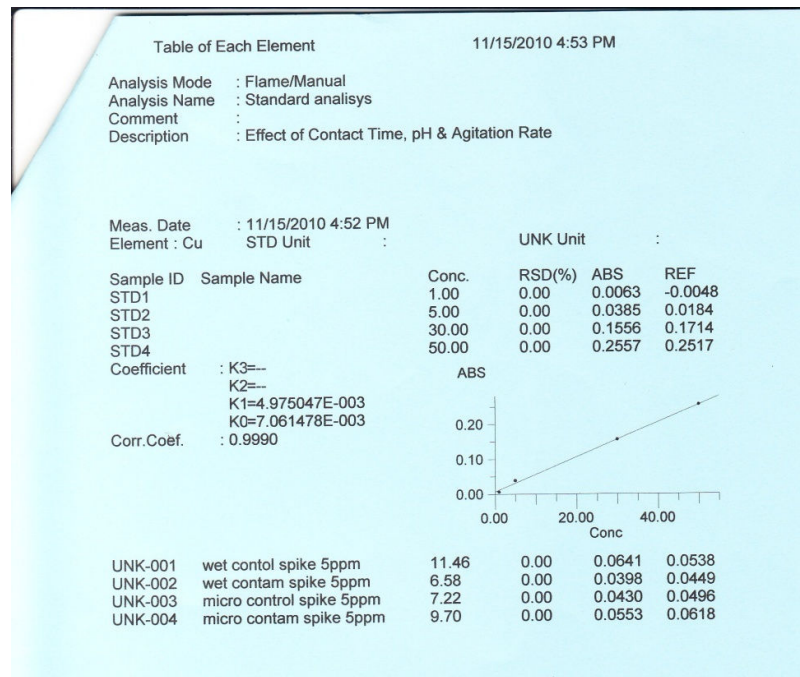 Table of Each Element 11/15/2010 4:53 PM
Analysis Mode : Flame/Manual
Analysis Name : Standard analisys
Comment :
Description : Effect of Contact Time, pH & Agitation Rate
Meas. Date : 11/15/2010 4:52 PM
Element : Cu STD Unit : UNK Unit :
Sample ID Sample Name Conc. RSD(%) ABS REF
STD1 1.00 0.00 0.0063 -0.0048
STD2 5.00 0.00 0.0385 0.0184
STD3 30.00 0.00 0.1556 0.1714
STD4 50.00 0.00 0.2557 0.2517
Coefficient : K3=--
K2=--
K1=4.975047E-003
K0=7.061478E-003
Corr.Coef. : 0.9990
ABS
0.20
0.10
0.00
0.00 20.00 40.00
Conc
UNK-001 wet contol spike 5ppm 11.46 0.00 0.0641 0.0538
UNK-002 wet contam spike 5ppm 6.58 0.00 0.0398 0.0449
UNK-003 micro control spike 5ppm 7.22 0.00 0.0430 0.0496
UNK-004 micro contam spike 5ppm 9.70 0.00 0.0553 0.0618